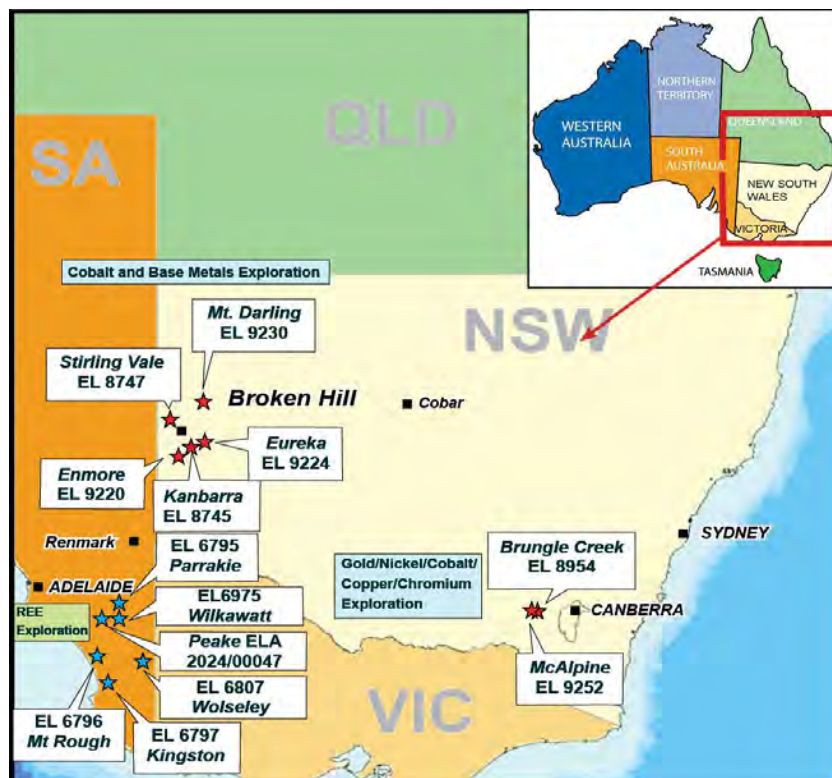 QLD
SA
NSW
VIC
WESTERN
AUSTRALIA
NORTHERN
TERRITORY
QUEENSLAND
SOUTH
AUSTRALIA
NEW SOUTH
WALES
VICTORIA
TASMANIA
Cobalt and Base Metals Exploration
Mt. Darling
EL 9230
Stirling Vale
EL 8747
Broken Hill
Cobar
Eureka
EL 9224
Enmore
EL 9220
Kanbarra
EL 8745
Renmark
EL 6795
Parrakie
ADELAIDE
REE
Exploration
EL6975
Wilkawatt
Peake ELA
2024/00047
EL 6807
Wolseley
EL 6796
Mt Rough
EL 6797
Kingston
Gold/Nickel/Cobalt/
Copper/Chromium
Exploration
Brungle Creek
EL 8954
SYDNEY
CANBERRA
McAlpine
EL 9252